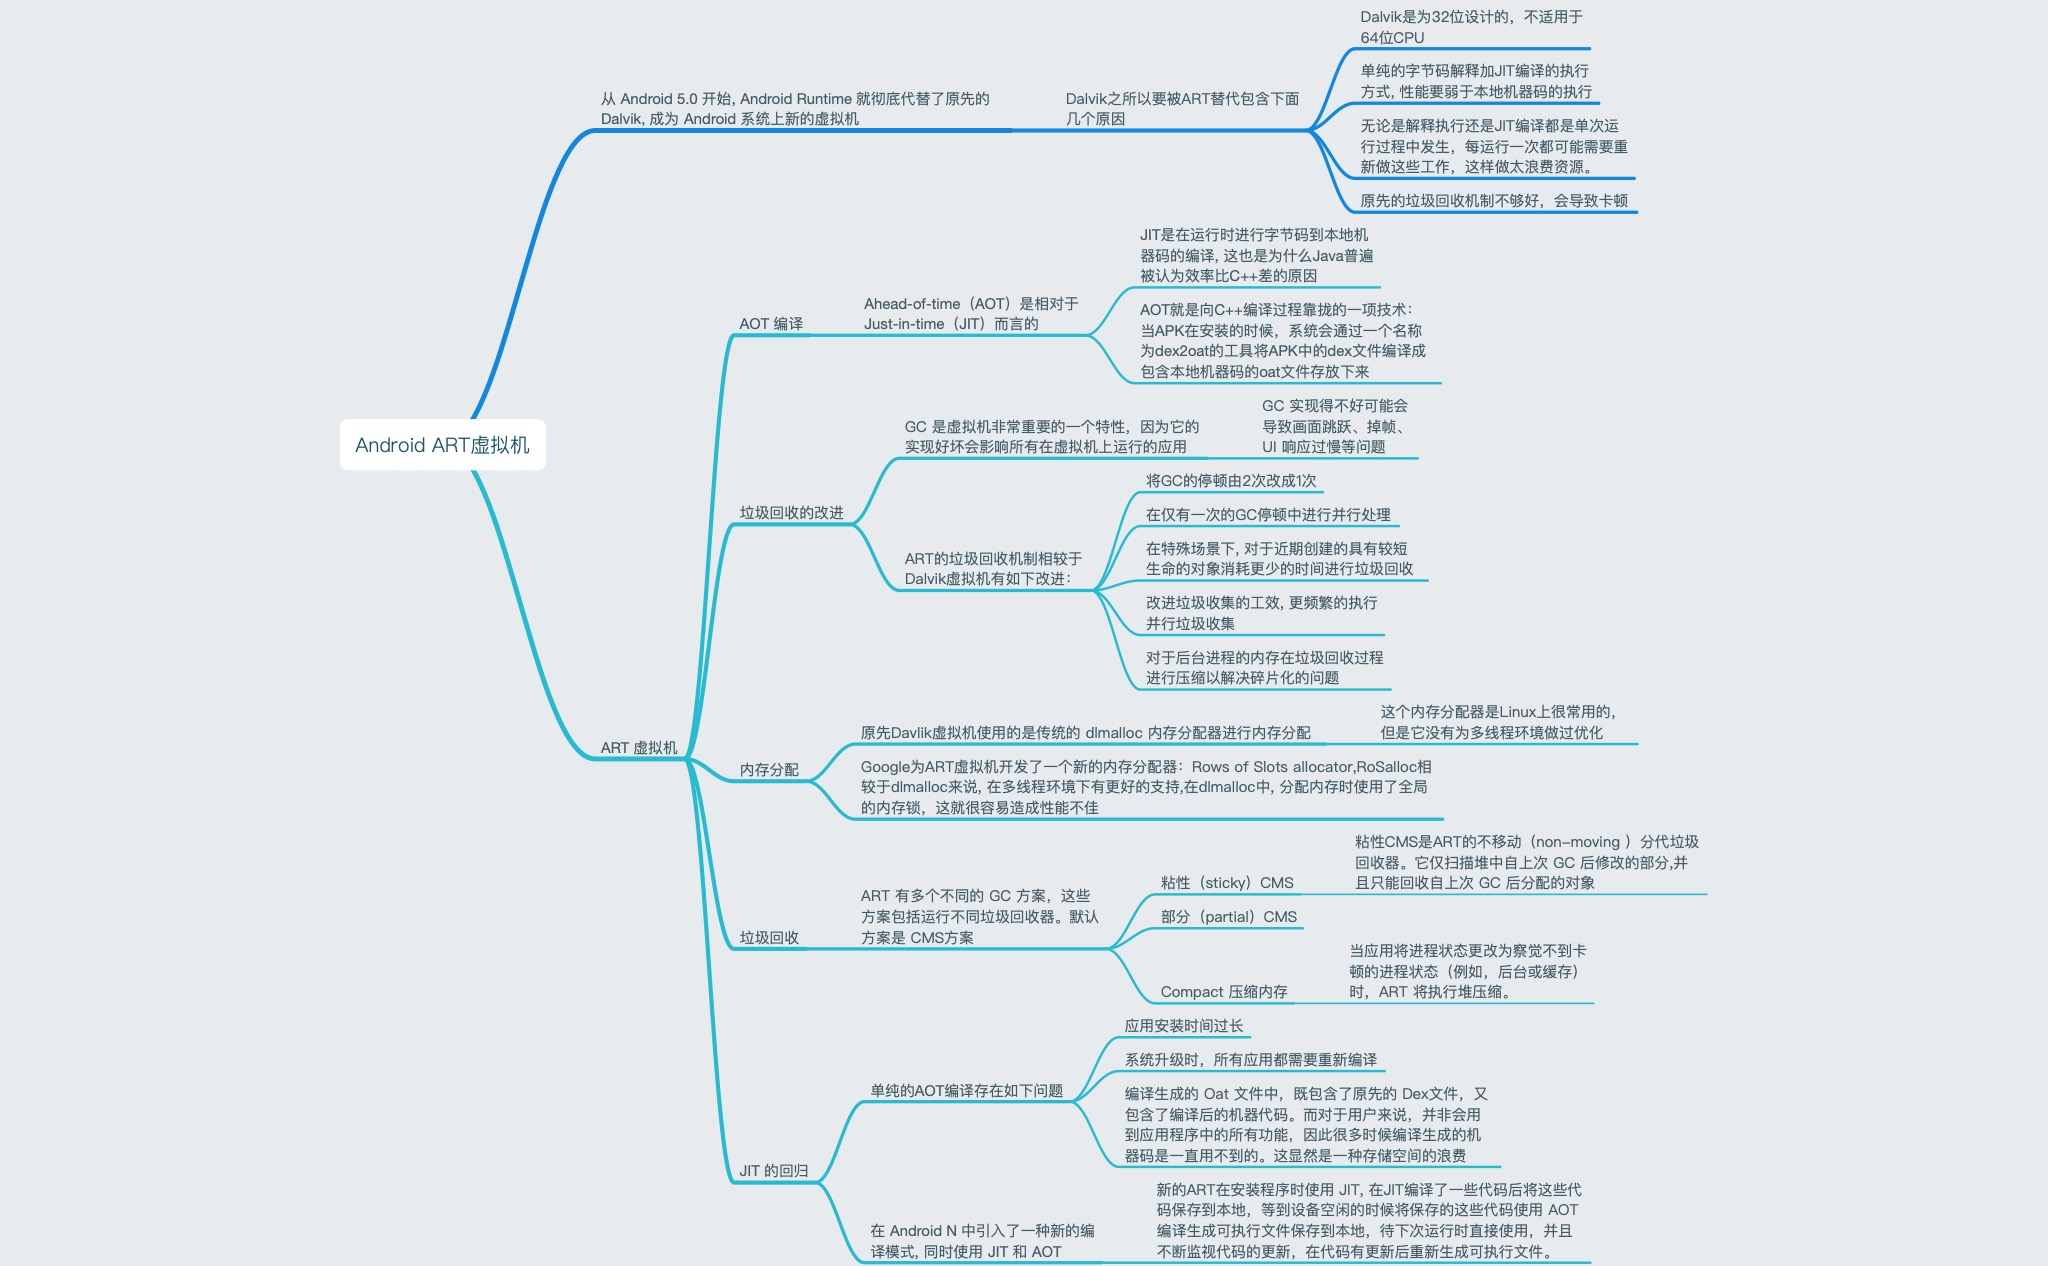 Android ART虚拟机
从 Android 5.0 开始, Android Runtime 就彻底代替了原先的
Dalvik, 成为 Android 系统上新的虚拟机
Dalvik之所以要被ART替代包含下面
几个原因
Dalvik是为32位设计的，不适用于
64位CPU
单纯的字节码解释加JIT编译的执行
方式, 性能要弱于本地机器码的执行
无论是解释执行还是JIT编译都是单次运
行过程中发生，每运行一次都可能需要重
新做这些工作，这样做太浪费资源。
原先的垃圾回收机制不够好，会导致卡顿
ART 虚拟机
AOT 编译
Ahead-of-time（AOT）是相对于
Just-in-time（JIT）而言的
JIT是在运行时进行字节码到本地机
器码的编译, 这也是为什么Java普遍
被认为效率比C++差的原因
AOT就是向C++编译过程靠拢的一项技术：
当APK在安装的时候，系统会通过一个名称
为dex2oat的工具将APK中的dex文件编译成
包含本地机器码的oat文件存放下来
垃圾回收的改进
GC 是虚拟机非常重要的一个特性，因为它的
实现好坏会影响所有在虚拟机上运行的应用
GC 实现得不好可能会
导致画面跳跃、掉帧、
UI 响应过慢等问题
ART的垃圾回收机制相较于
Dalvik虚拟机有如下改进：
将GC的停顿由2次改成1次
在仅有一次的GC停顿中进行并行处理
在特殊场景下, 对于近期创建的具有较短
生命的对象消耗更少的时间进行垃圾回收
改进垃圾收集的工效, 更频繁的执行
并行垃圾收集
对于后台进程的内存在垃圾回收过程
进行压缩以解决碎片化的问题
内存分配
原先Davlik虚拟机使用的是传统的 dlmalloc 内存分配器进行内存分配
这个内存分配器是Linux上很常用的，
但是它没有为多线程环境做过优化
Google为ART虚拟机开发了一个新的内存分配器：Rows of Slots allocator,RoSalloc相
较于dlmalloc来说, 在多线程环境下有更好的支持,在dlmalloc中, 分配内存时使用了全局
的内存锁，这就很容易造成性能不佳
垃圾回收
ART 有多个不同的 GC 方案，这些
方案包括运行不同垃圾回收器。默认
方案是 CMS方案
粘性（sticky）CMS
粘性CMS是ART的不移动（non-moving ）分代垃圾
回收器。它仅扫描堆中自上次 GC 后修改的部分,并
且只能回收自上次 GC 后分配的对象
部分（partial）CMS
Compact 压缩内存
当应用将进程状态更改为察觉不到卡
顿的进程状态（例如，后台或缓存）
时，ART 将执行堆压缩。
JIT 的回归
单纯的AOT编译存在如下问题
应用安装时间过长
系统升级时，所有应用都需要重新编译
编译生成的 Oat 文件中，既包含了原先的 Dex文件，又
包含了编译后的机器代码。而对于用户来说，并非会用
到应用程序中的所有功能，因此很多时候编译生成的机
器码是一直用不到的。这显然是一种存储空间的浪费
在 Android N 中引入了一种新的编
译模式, 同时使用 JIT 和 AOT
新的ART在安装程序时使用 JIT, 在JIT编译了一些代码后将这些代
码保存到本地，等到设备空闲的时候将保存的这些代码使用 AOT
编译生成可执行文件保存到本地，待下次运行时直接使用，并且
不断监视代码的更新，在代码有更新后重新生成可执行文件。